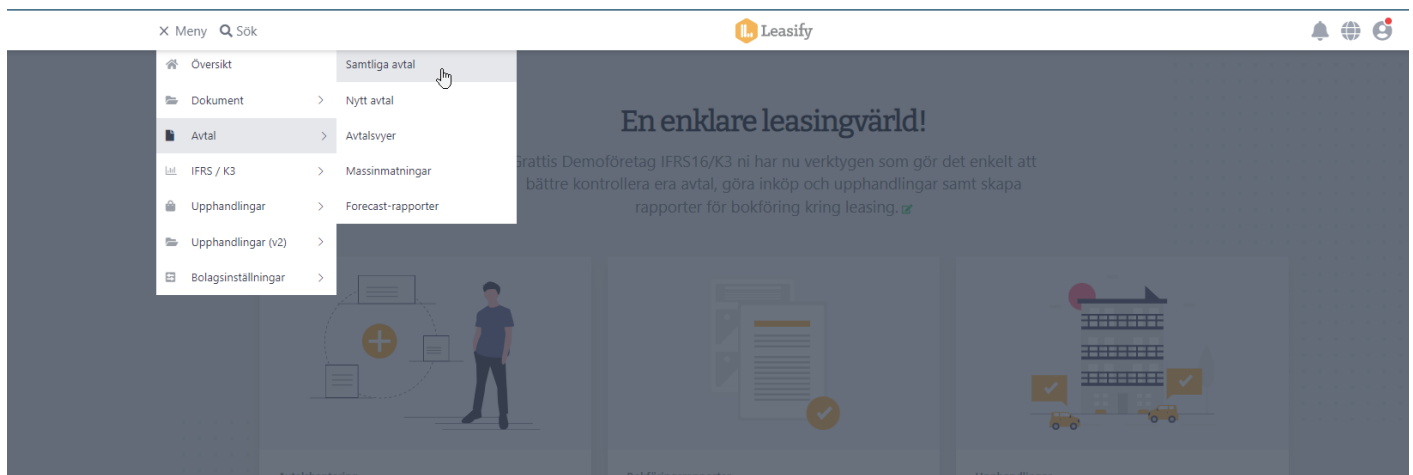 Meny Sök
Leasify
Översikt
Dokument
Avtal
IFRS / K3
Upphandlingar
Upphandlingar (v2)
Bolagsinställningar
Samtliga avtal
Nytt avtal
Avtalsvyer
Massinmatningar
Forecast-rapporter
En enklare leasingvärld!
Grattis Demoföretag IFRS16/K3 ni har nu verktygen som gör det enkelt att
bättre kontrollera era avtal, göra inköp och upphandlingar samt skapa
rapporter för bokföring kring leasing.